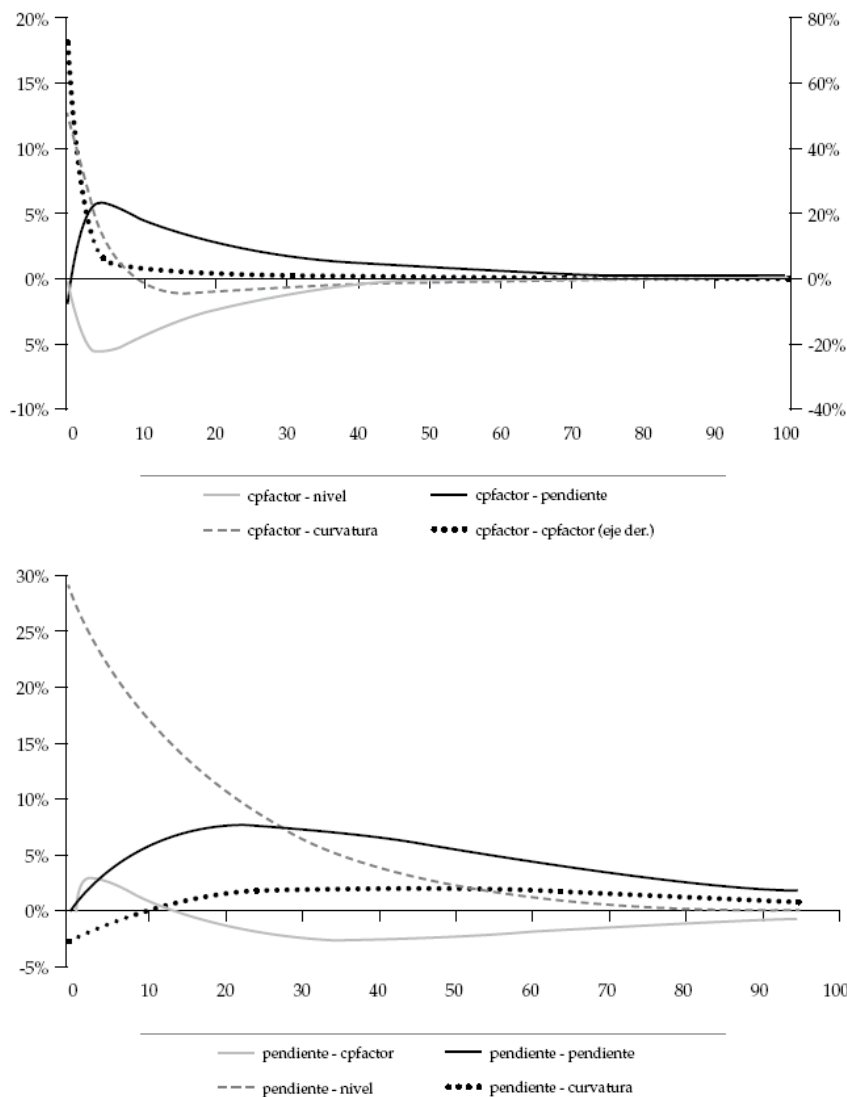 20% 80%
15% 60%
10% 40%
5% 20%
0% 0%
5% -20%
-10% -40%
0 10 20 30 40 50 60 70 80 90 100
cpfactor - nivel cpfactor - pendiente
cpfactor - curvatura cpfactor - cpfactor (eje der.)
30%
25%
20%
15%
10%
5%
0%
-5%
0 10 20 30 40 50 60 70 80 90 100
pendiente - cpfactor pendiente - pendiente
pendiente - nivel pendiente - curvatura